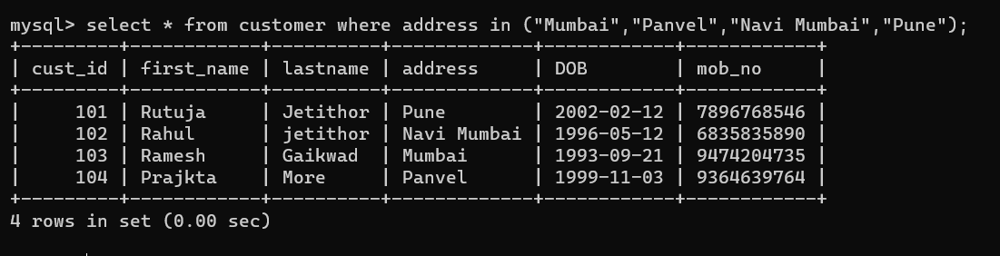 mysql> select * from customer where address in ("Mumbai","Panvel","Navi Mumbai","Pune");
+---------+------------+----------+-------------+------------+------------+
| cust_id | first_name | lastname | address     | DOB        | mob_no     |
+---------+------------+----------+-------------+------------+------------+
|     101 | Rutuja     | Jetithor | Pune        | 2002-02-12 | 7896768546 |
|     102 | Rahul      | jetithor | Navi Mumbai | 1996-05-12 | 6835835890 |
|     103 | Ramesh     | Gaikwad  | Mumbai      | 1993-09-21 | 9474204735 |
|     104 | Prajkta    | More     | Panvel      | 1999-11-03 | 9364639764 |
+---------+------------+----------+-------------+------------+------------+
4 rows in set (0.00 sec)